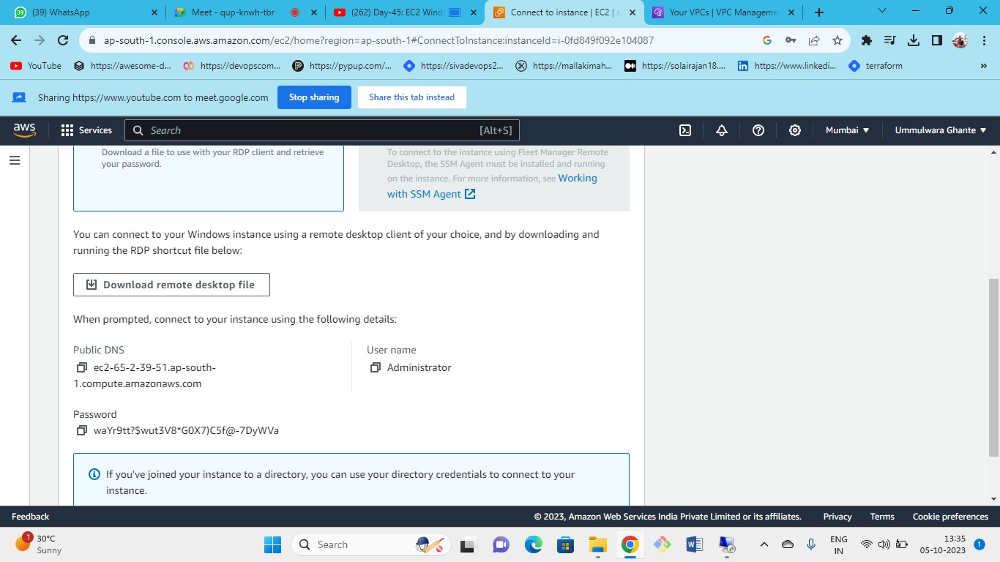 (39) WhatsApp
Meet - qup-knwh-tbr
(262) Day-45: EC2 Wind
Connect to instance | EC2 | a
Your VPCs | VPC Manageme
ap-south-1.console.aws.amazon.com/ec2/home?region=ap-south-1#ConnectToInstance:instanceId=i-0fd849f092e104087
YouTube
https://awesome-d...
https://devopscom...
https://pypup.com/...
https://sivadevops2...
https://mallakimah...
https://solairajan18....
https://www.linkedi...
terraform
Sharing https://www.youtube.com to meet.google.com
Stop sharing
Share this tab instead
aws
Services
Search
[Alt+S]
Mumbai
Ummulwara Ghante
Download a file to use with your RDP client and retrieve
your password.
To connect to the instance using Fleet Manager Remote
Desktop, the SSM Agent must be installed and running
on the instance. For more information, see Working
with SSM Agent
You can connect to your Windows instance using a remote desktop client of your choice, and by downloading and
running the RDP shortcut file below:
Download remote desktop file
When prompted, connect to your instance using the following details:
Public DNS
ec2-65-2-39-51.ap-south-
1.compute.amazonaws.com
User name
Administrator
Password
waYr9tt?$wut3V8*G0X7)C5f@-7DyWVa
If you've joined your instance to a directory, you can use your directory credentials to connect to your
instance.
Feedback
© 2023, Amazon Web Services India Private Limited or its affiliates.
Privacy
Terms
Cookie preferences
1
30°C
Sunny
Search
ENG
IN
13:35
05-10-2023
1